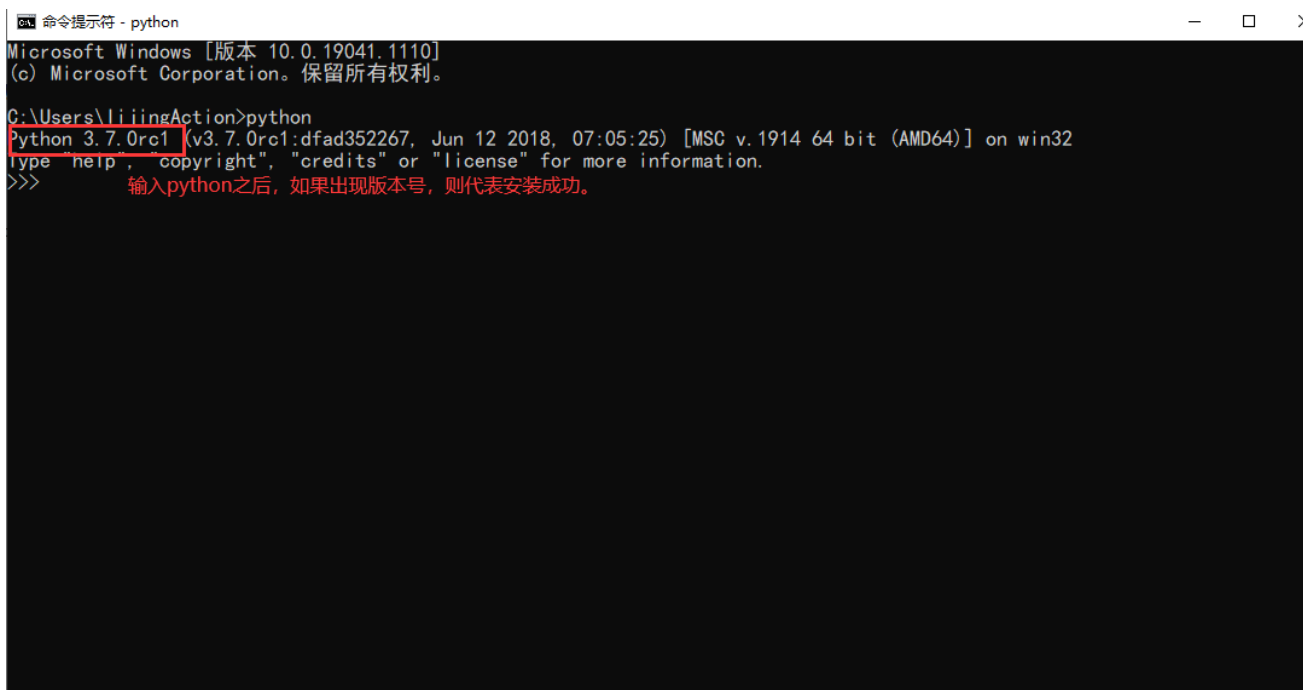 命令提示符 - python
Microsoft Windows [版本 10.0.19041.1110]
(c) Microsoft Corporation。保留所有权利。
C:\Users\lijingAction>python
Python 3.7.0rc1 (v3.7.0rc1:dfad352267, Jun 12 2018, 07:05:25) [MSC v.1914 64 bit (AMD64)] on win32
Type "help", "copyright", "credits" or "license" for more information.
>>> 输入python之后，如果出现版本号，则代表安装成功。